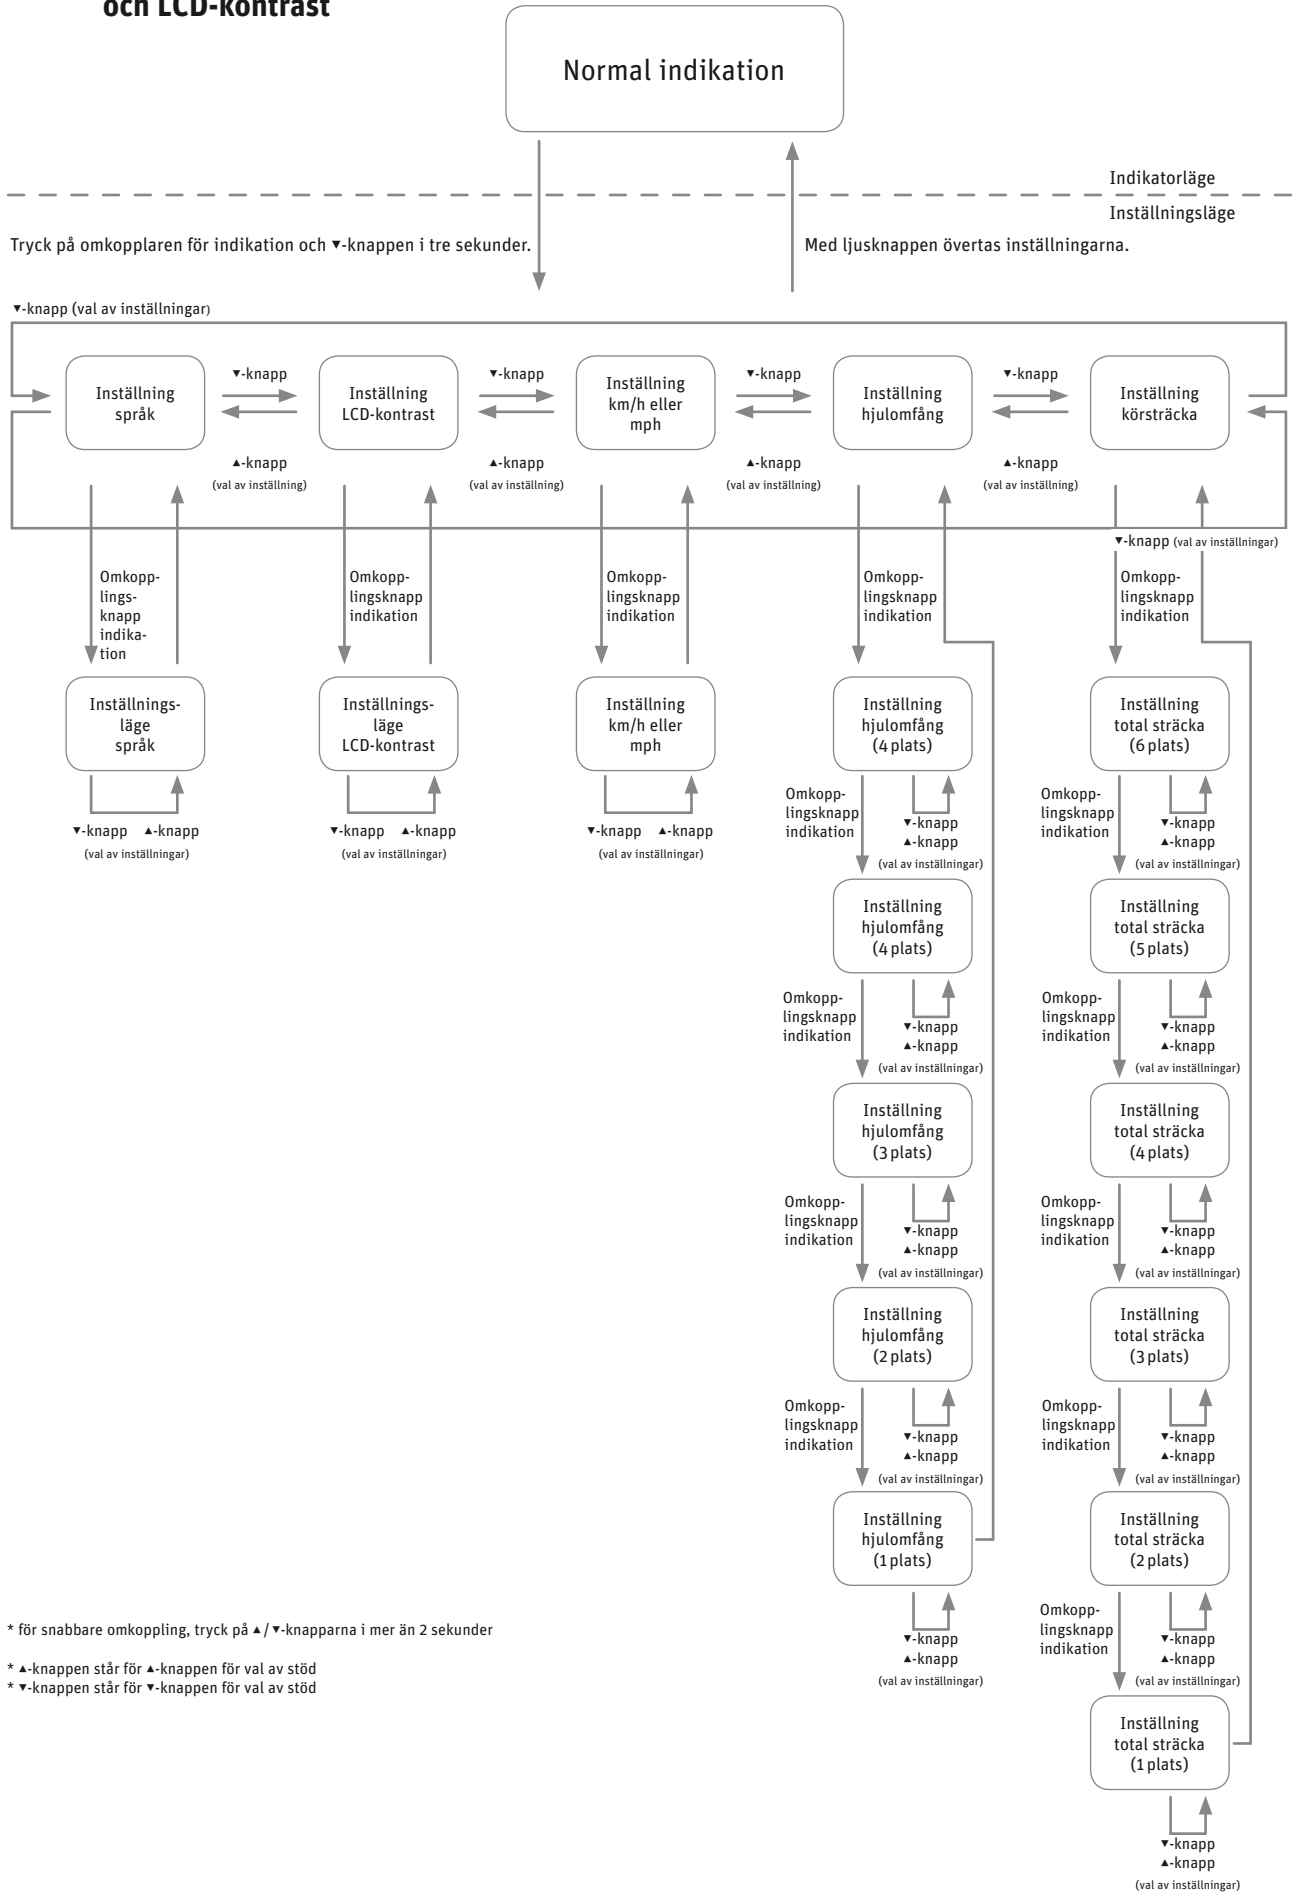 och LCD-kontrast
Normal indikation
Indikatorläge
Inställningsläge
Tryck på omkopplaren för indikation och ▼-knappen i tre sekunder.
Med ljusknappen övertas inställningarna.
▼-knapp (val av inställningar)
Inställning
språk
▼-knapp
▲-knapp
(val av inställning)
Inställning
LCD-kontrast
▼-knapp
▲-knapp
(val av inställning)
Inställning
km/h eller
mph
▼-knapp
▲-knapp
(val av inställning)
Inställning
hjulomfång
▼-knapp
▲-knapp
(val av inställning)
Inställning
körsträcka
▼-knapp (val av inställningar)
Omkopp-
lings-
knapp
indika-
tion
Omkopp-
lingsknapp
indikation
Omkopp-
lingsknapp
indikation
Omkopp-
lingsknapp
indikation
Omkopp-
lingsknapp
indikation
Inställnings-
läge
språk
▼-knapp ▲-knapp
(val av inställningar)
Inställnings-
läge
LCD-kontrast
▼-knapp ▲-knapp
(val av inställningar)
Inställning
km/h eller
mph
▼-knapp ▲-knapp
(val av inställningar)
Inställning
hjulomfång
(4 plats)
Omkopp-
lingsknapp
indikation
▼-knapp
▲-knapp
(val av inställningar)
Inställning
hjulomfång
(4 plats)
Omkopp-
lingsknapp
indikation
▼-knapp
▲-knapp
(val av inställningar)
Inställning
hjulomfång
(3 plats)
Omkopp-
lingsknapp
indikation
▼-knapp
▲-knapp
(val av inställningar)
Inställning
hjulomfång
(2 plats)
Omkopp-
lingsknapp
indikation
▼-knapp
▲-knapp
(val av inställningar)
Inställning
hjulomfång
(1 plats)
▼-knapp
▲-knapp
(val av inställningar)
Inställning
total sträcka
(6 plats)
Omkopp-
lingsknapp
indikation
▼-knapp
▲-knapp
(val av inställningar)
Inställning
total sträcka
(5 plats)
Omkopp-
lingsknapp
indikation
▼-knapp
▲-knapp
(val av inställningar)
Inställning
total sträcka
(4 plats)
Omkopp-
lingsknapp
indikation
▼-knapp
▲-knapp
(val av inställningar)
Inställning
total sträcka
(3 plats)
Omkopp-
lingsknapp
indikation
▼-knapp
▲-knapp
(val av inställningar)
Inställning
total sträcka
(2 plats)
Omkopp-
lingsknapp
indikation
▼-knapp
▲-knapp
(val av inställningar)
Inställning
total sträcka
(1 plats)
▼-knapp
▲-knapp
(val av inställningar)
* för snabbare omkoppling, tryck på ▲/▼-knapparna i mer än 2 sekunder
* ▲-knappen står för ▲-knappen för val av stöd
* ▼-knappen står för ▼-knappen för val av stöd